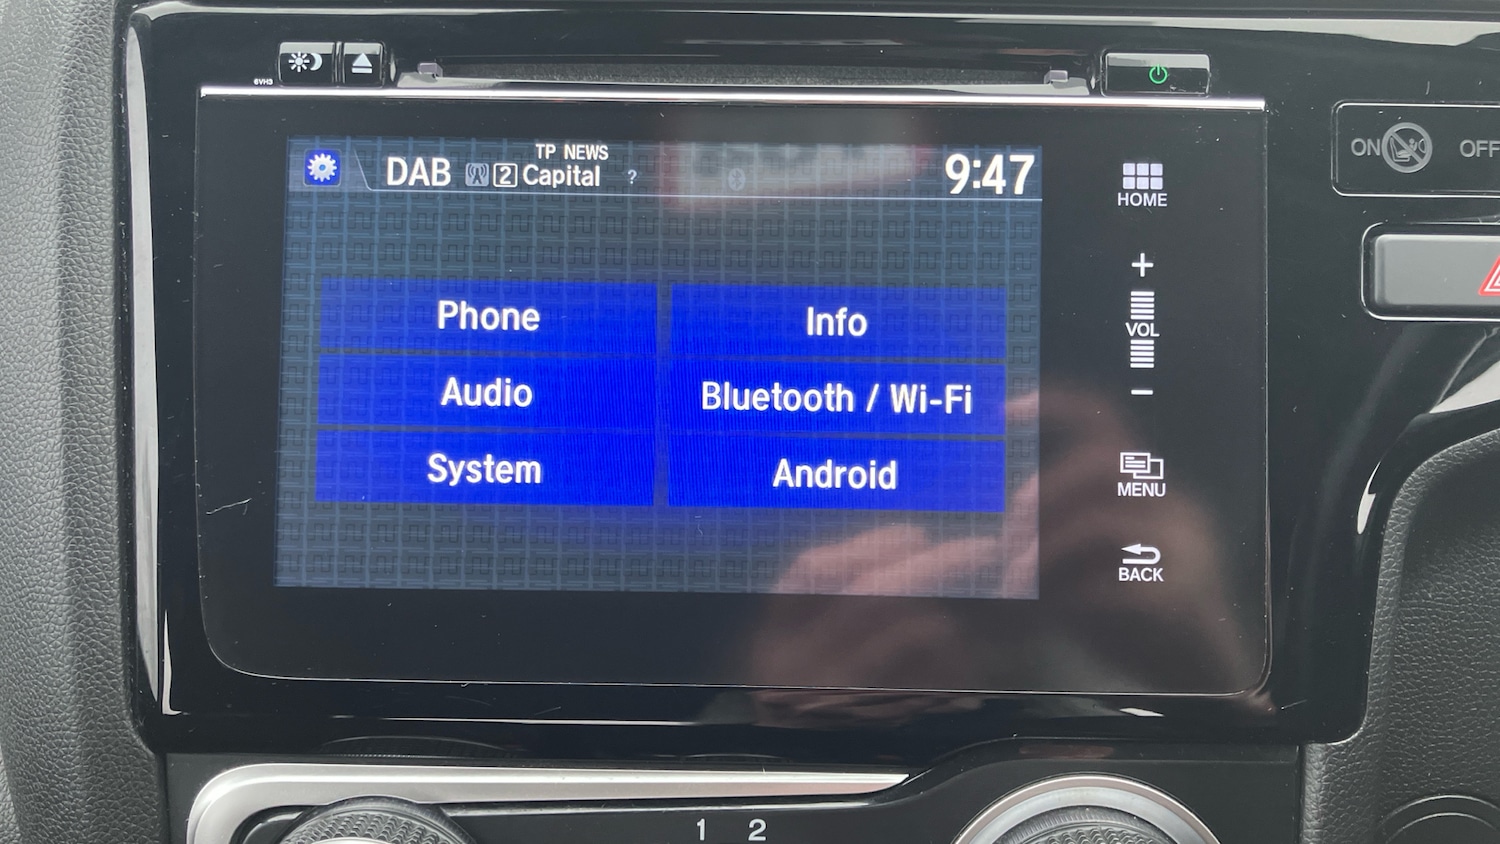 6VH3
TP NEWS
DAB 2 Capital ? 9:47
HOME
Phone Info
Audio Bluetooth / Wi-Fi
System Android
+
VOL
−
MENU
BACK
ON OFF
1 2